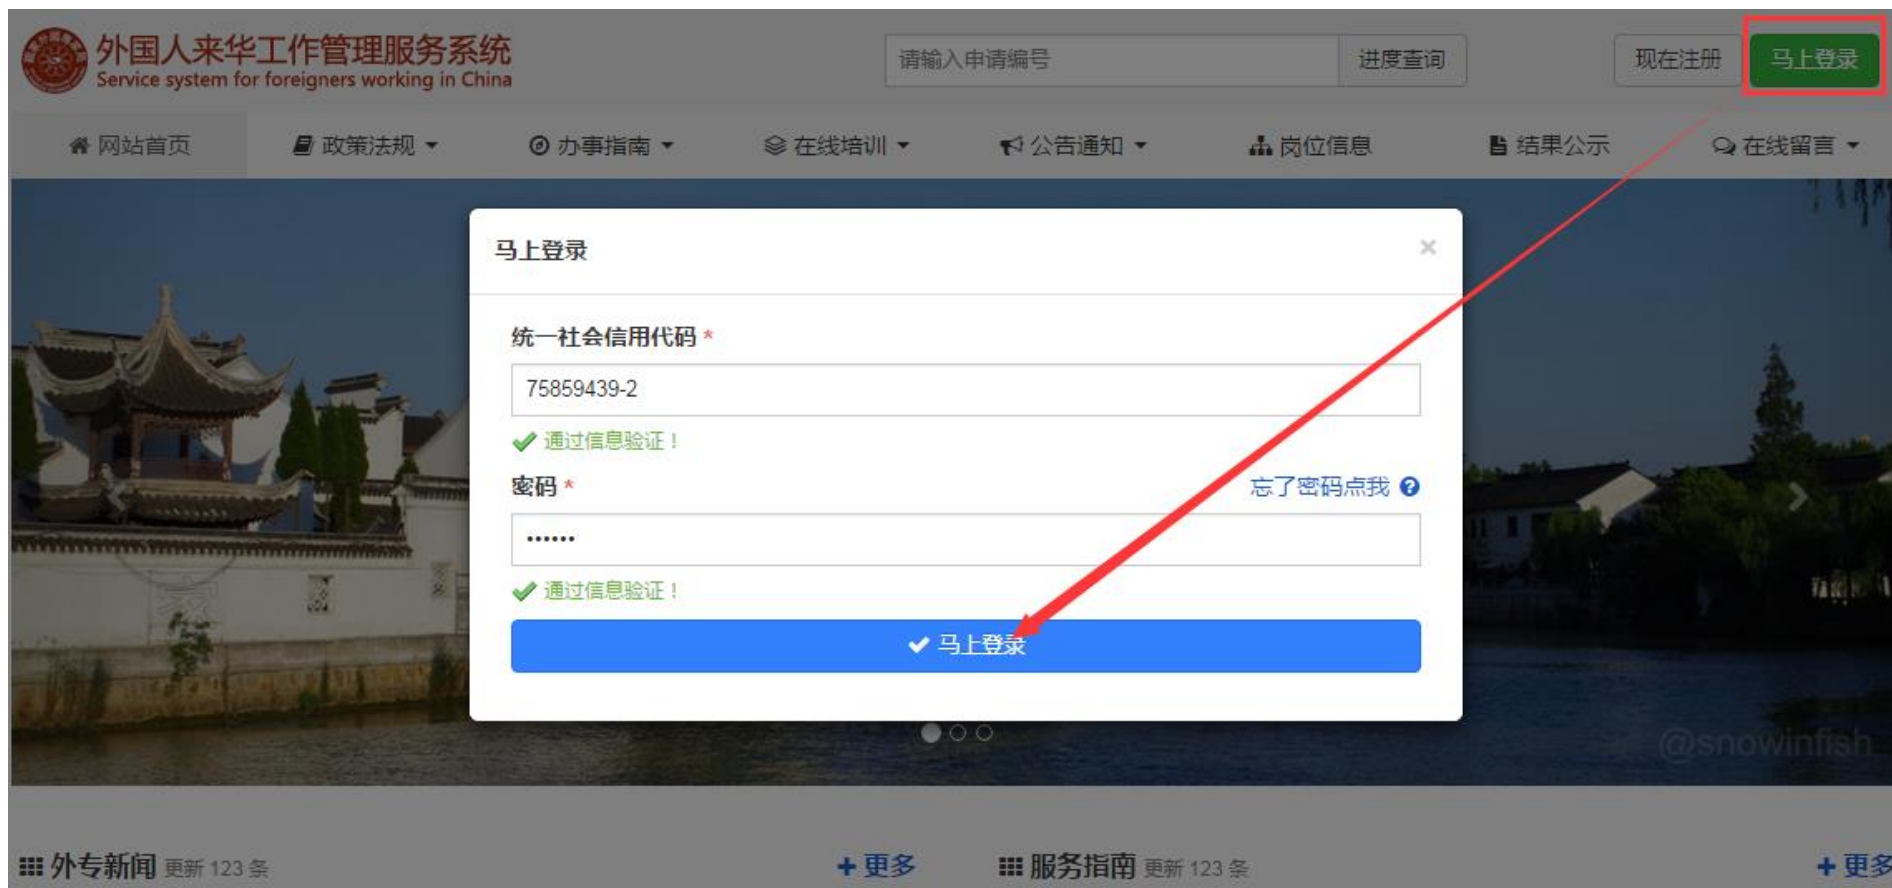 外国人来华工作管理服务系统
Service system for foreigners working in China
请输入申请编号 进度查询 现在注册 马上登录
网站首页 政策法规 办事指南 在线培训 公告通知 岗位信息 结果公示 在线留言
马上登录 ×
统一社会信用代码 *
75859439-2
通过信息验证！
密码 * 忘了密码点我
••••••
通过信息验证！
马上登录
@snowinfish
外专新闻 更新 123 条 +更多 服务指南 更新 123 条 +更多